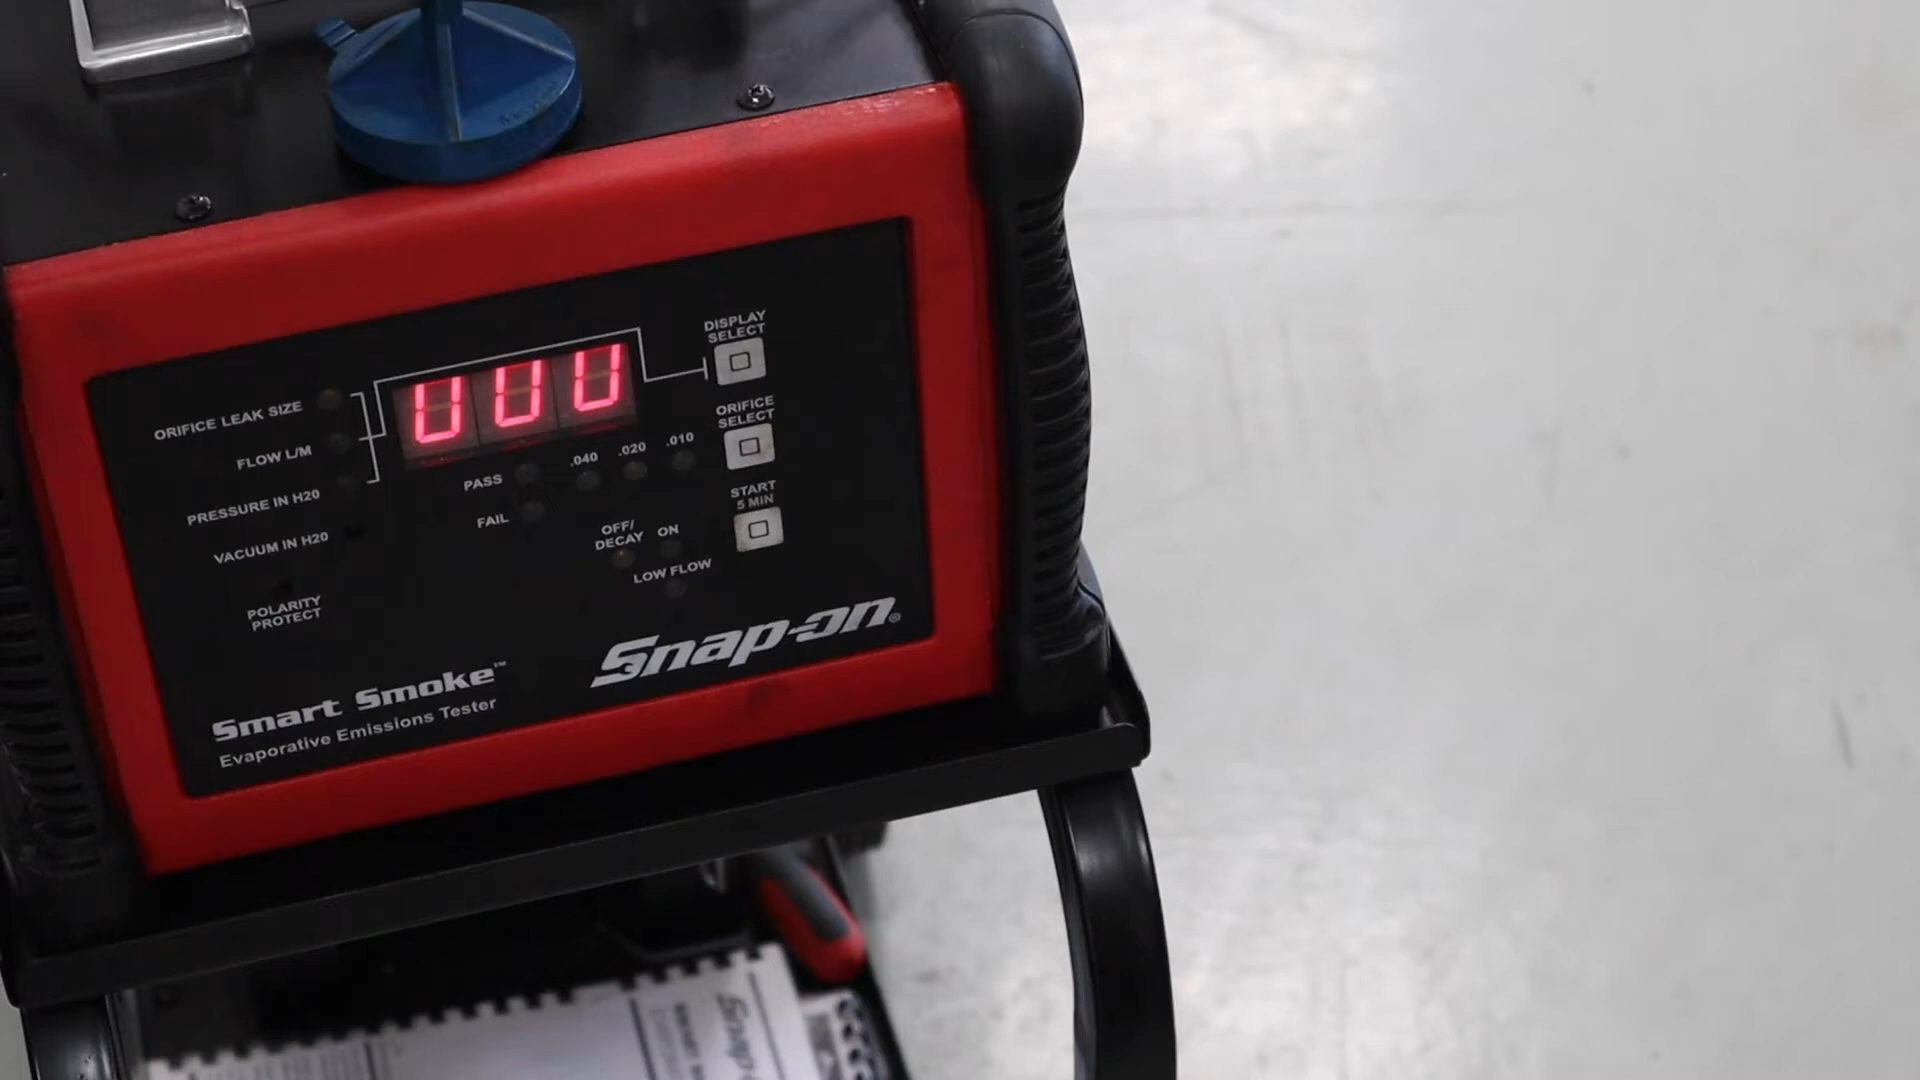 DISPLAY
SELECT
ORIFICE LEAK SIZE
FLOW L/M
PRESSURE IN H20
VACUUM IN H20
POLARITY
PROTECT
ORIFICE
SELECT
.040
.020
.010
PASS
FAIL
START
5 MIN
OFF/
DECAY
ON
LOW FLOW
Snap-on®
Smart Smoke™
Evaporative Emissions Tester
Snap